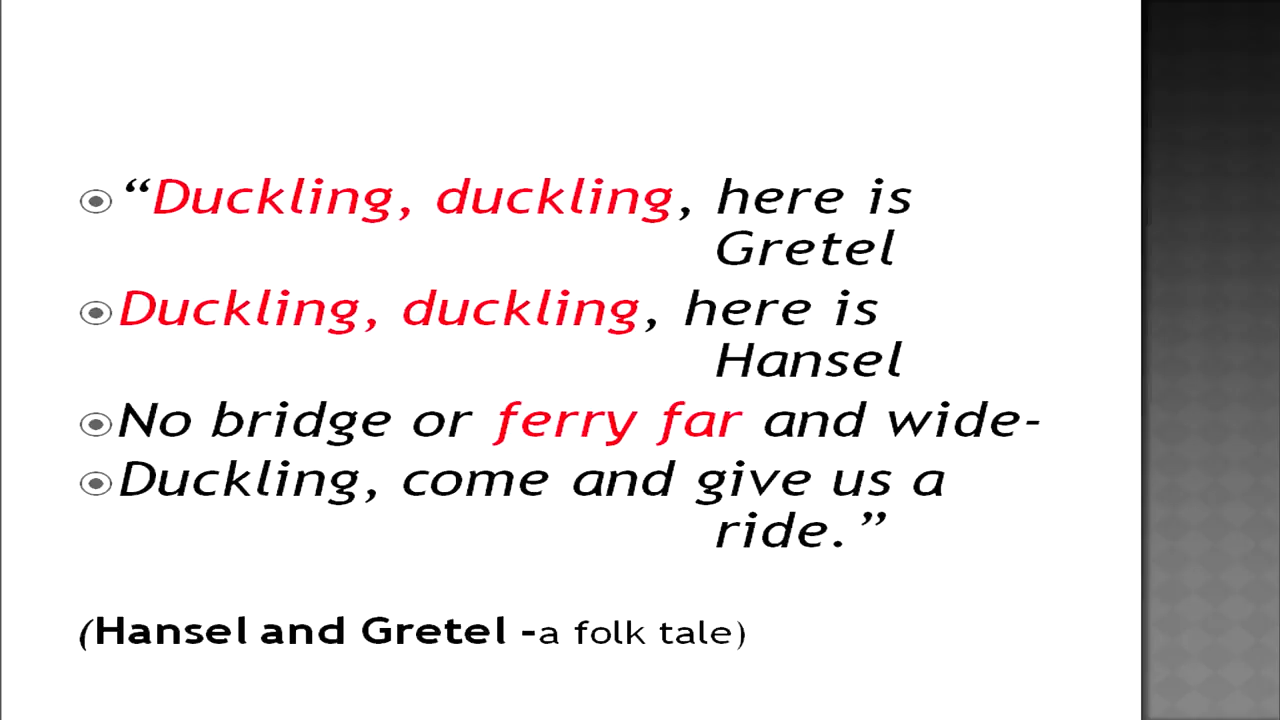 “Duckling, duckling, here is
Gretel
Duckling, duckling, here is
Hansel
No bridge or ferry far and wide-
Duckling, come and give us a
ride.”
(Hansel and Gretel -a folk tale)